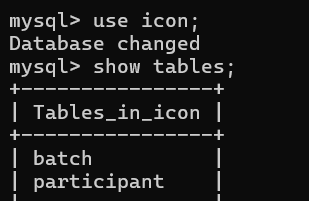 mysql> use icon;
Database changed
mysql> show tables;
+----------------+
| Tables_in_icon |
+----------------+
| batch          |
| participant    |